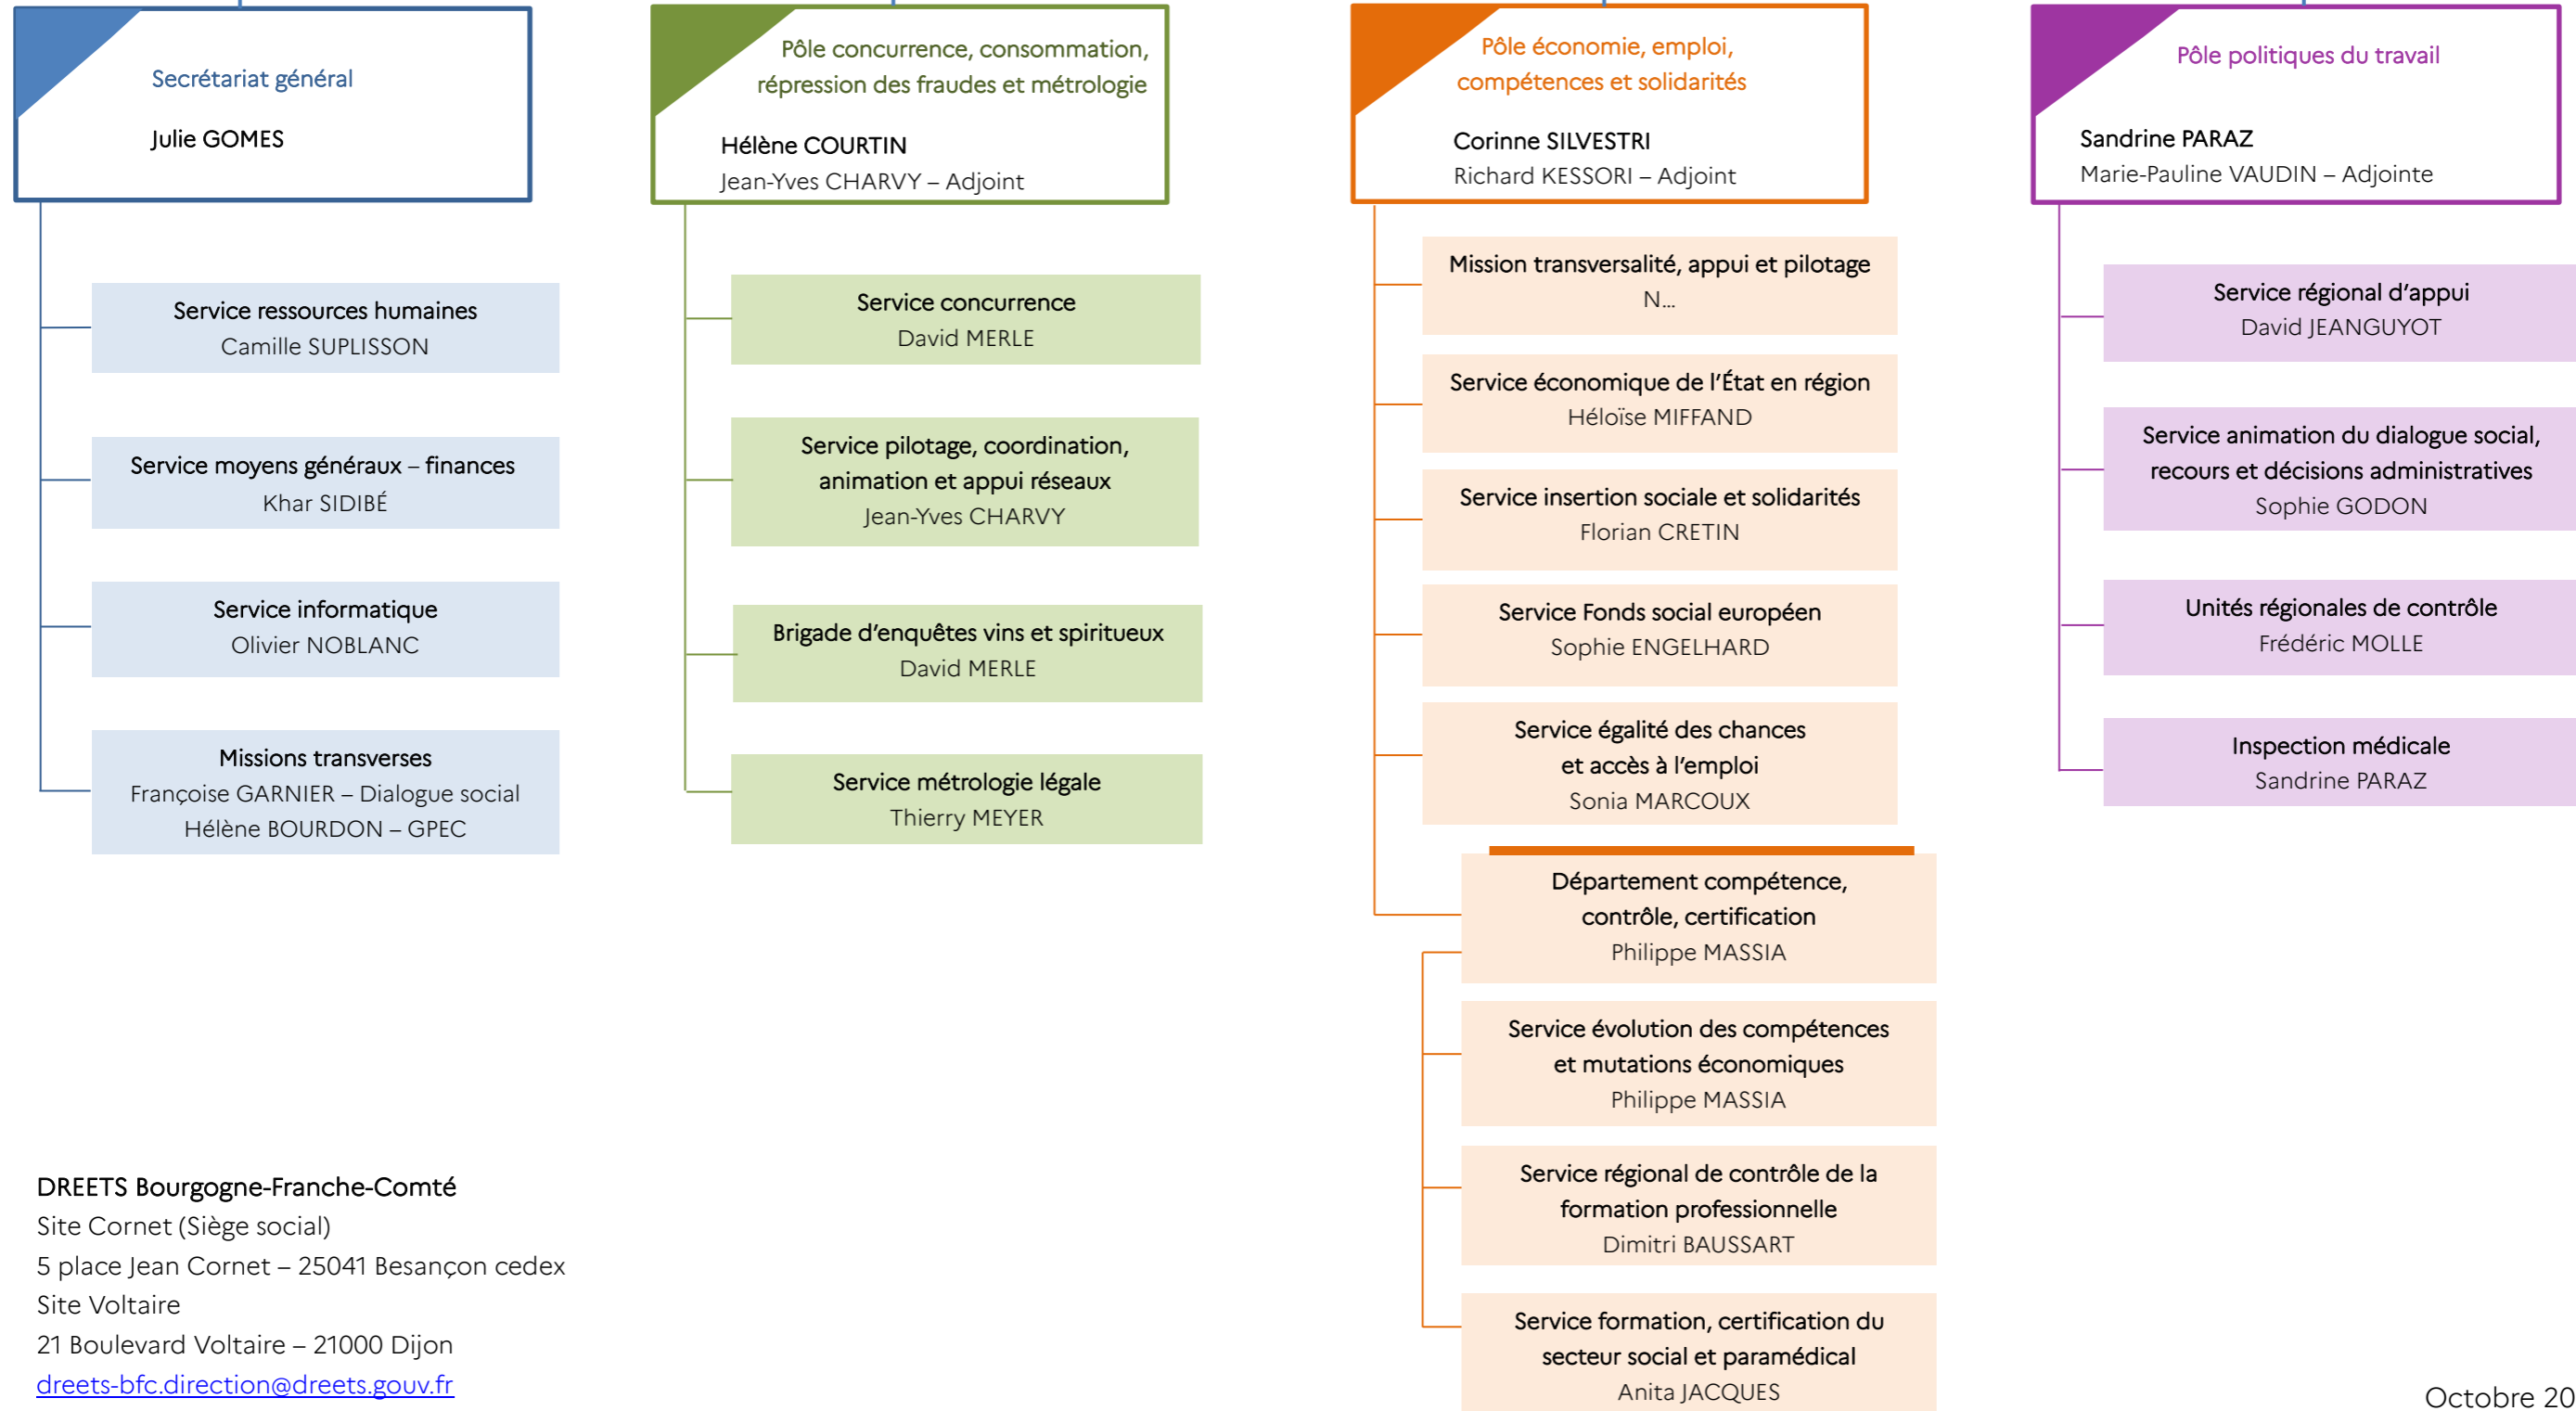 Secrétariat général
Julie GOMES
Service ressources humaines
Camille SUPLISSON
Service moyens généraux – finances
Khar SIDIBÉ
Service informatique
Olivier NOBLANC
Missions transverses
Françoise GARNIER – Dialogue social
Hélène BOURDON – GPEC
Pôle concurrence, consommation,
répression des fraudes et métrologie
Hélène COURTIN
Jean-Yves CHARVY – Adjoint
Service concurrence
David MERLE
Service pilotage, coordination,
animation et appui réseaux
Jean-Yves CHARVY
Brigade d’enquêtes vins et spiritueux
David MERLE
Service métrologie légale
Thierry MEYER
Pôle économie, emploi,
compétences et solidarités
Corinne SILVESTRI
Richard KESSORI – Adjoint
Mission transversalité, appui et pilotage
N…
Service économique de l’État en région
Héloïse MIFFAND
Service insertion sociale et solidarités
Florian CRETIN
Service Fonds social européen
Sophie ENGELHARD
Service égalité des chances
et accès à l’emploi
Sonia MARCOUX
Département compétence,
contrôle, certification
Philippe MASSIA
Service évolution des compétences
et mutations économiques
Philippe MASSIA
Service régional de contrôle de la
formation professionnelle
Dimitri BAUSSART
Service formation, certification du
secteur social et paramédical
Anita JACQUES
Pôle politiques du travail
Sandrine PARAZ
Marie-Pauline VAUDIN – Adjointe
Service régional d’appui
David JEANGUYOT
Service animation du dialogue social,
recours et décisions administratives
Sophie GODON
Unités régionales de contrôle
Frédéric MOLLE
Inspection médicale
Sandrine PARAZ
DREETS Bourgogne-Franche-Comté
Site Cornet (Siège social)
5 place Jean Cornet – 25041 Besançon cedex
Site Voltaire
21 Boulevard Voltaire – 21000 Dijon
dreets-bfc.direction@dreets.gouv.fr
Octobre 20